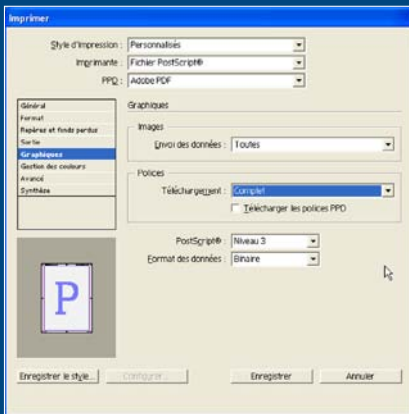 Imprimer
Style d'impression : Personnalisés
Imprimante : Fichier PostScript®
PPD : Adobe PDF
Général
Format
Repères et fonds perdus
Sortie
Graphiques
Gestion des couleurs
Avancé
Synthèse
Graphiques
Images
Envoi des données : Toutes
Polices
Téléchargement : Complet
Télécharger les polices PPD
PostScript® : Niveau 3
Format des données : Binaire
P
Enregistrer le style... Configurer... Enregistrer Annuler